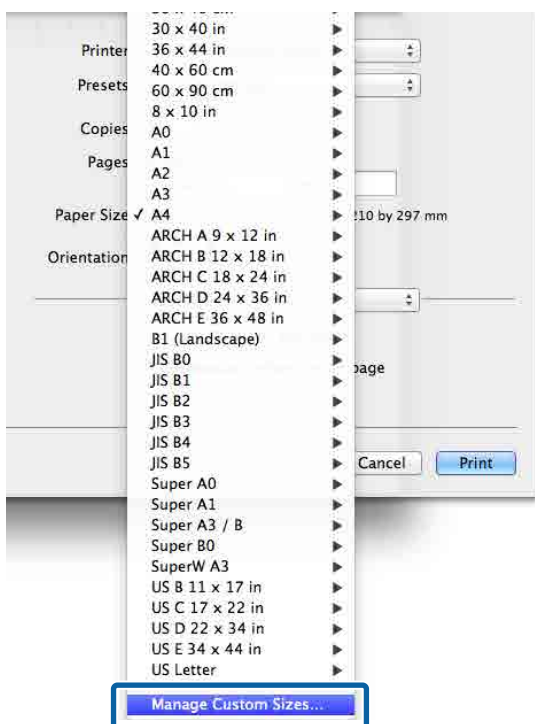 Printer
Presets
Copies
Pages
Paper Size
Orientation
30 x 40 in
36 x 44 in
40 x 60 cm
60 x 90 cm
8 x 10 in
A0
A1
A2
A3
✓ A4
ARCH A 9 x 12 in
ARCH B 12 x 18 in
ARCH C 18 x 24 in
ARCH D 24 x 36 in
ARCH E 36 x 48 in
B1 (Landscape)
JIS B0
JIS B1
JIS B2
JIS B3
JIS B4
JIS B5
Super A0
Super A1
Super A3 / B
Super B0
SuperW A3
US B 11 x 17 in
US C 17 x 22 in
US D 22 x 34 in
US E 34 x 44 in
US Letter
Manage Custom Sizes...
210 by 297 mm
page
Cancel
Print